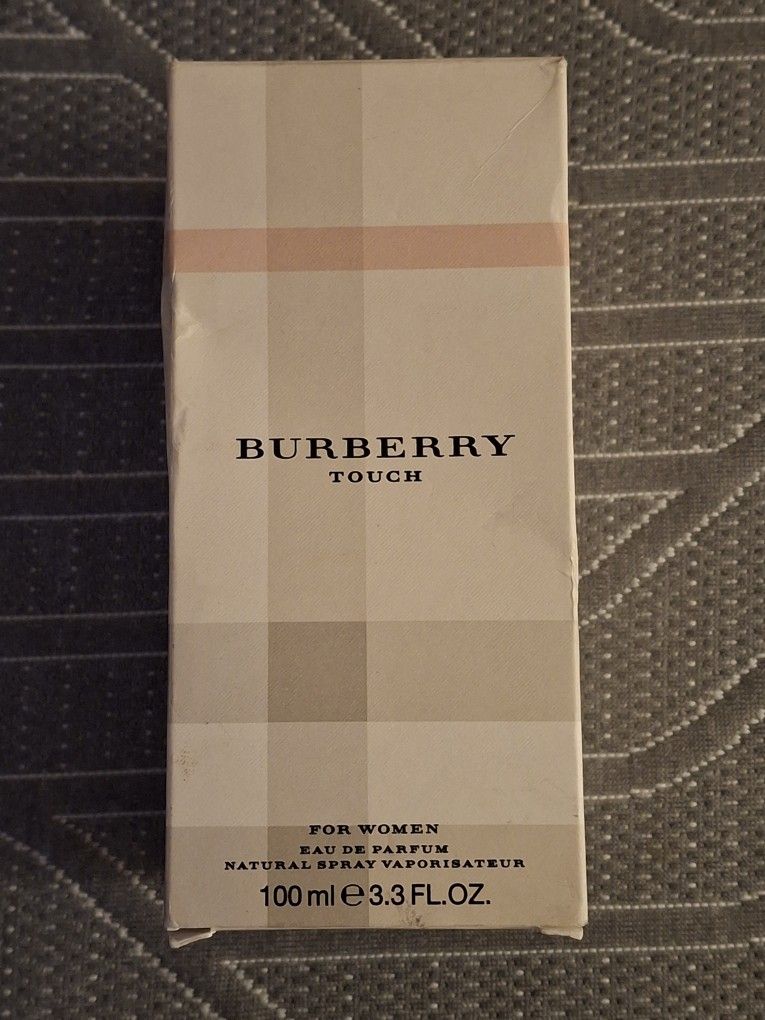 BURBERRY
TOUCH
FOR WOMEN
EAU DE PARFUM
NATURAL SPRAY VAPORISATEUR
100 ml ℮ 3.3 FL.OZ.